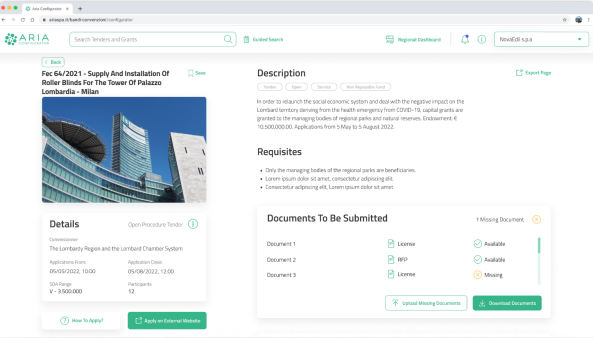 Aria Configurator
ariaspa.it/bandi-convenzioni/configurator
ARIA
CONFIGURATOR
Search Tenders and Grants
Guided Search
Regional Dashboard
NovaEdil s.p.a
< Back
Fec 64/2021 - Supply And Installation Of
Roller Blinds For The Tower Of Palazzo
Lombardia - Milan
Save
Details
Open Procedure Tender
Commissioner
The Lombardy Region and the Lombard Chamber System
Applications From:
05/05/2022, 10:00
Applications Close:
05/08/2022, 12:00
SOA Range
V - 3.500.000
Participants
12
How To Apply?
Apply on External Website
Description
Export Page
Tender
Open
Service
Non Repayable Fund
In order to relaunch the social economic system and deal with the negative impact on the
Lombard territory deriving from the health emergency from COVID-19, capital grants are
granted to the managing bodies of regional parks and natural reserves. Endowment: €
10,500,000.00. Applications from 5 May to 5 August 2022.
Requisites
• Only the managing bodies of the regional parks are beneficiaries.
• Lorem ipsum dolor sit amet, consectetur adipiscing elit.
• Consectetur adipiscing elit, Lorem ipsum dolor sit amet
Documents To Be Submitted
1 Missing Document
Document 1
License
Available
Document 2
RFP
Available
Document 3
License
Missing
Upload Missing Documents
Download Documents